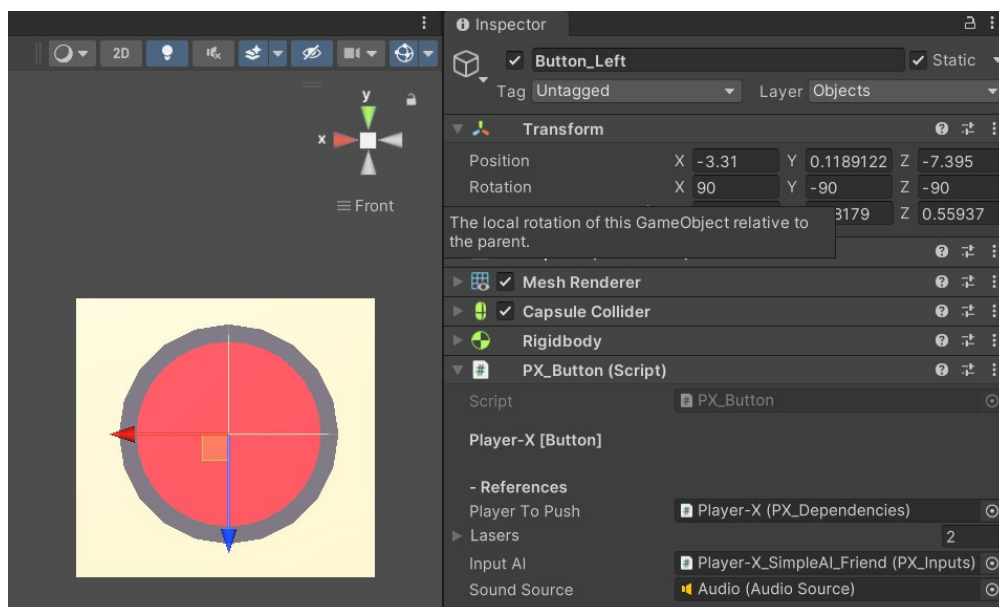 Inspector
2D
Button_Left
Static
Tag Untagged Layer Objects
Transform
Position X -3.31 Y 0.1189122 Z -7.395
Rotation X 90 Y -90 Z -90
8179 Z 0.55937
The local rotation of this GameObject relative to
the parent.
Mesh Renderer
Capsule Collider
Rigidbody
# PX_Button (Script)
Script # PX_Button
Player-X [Button]
- References
Player To Push # Player-X (PX_Dependencies)
Lasers 2
Input AI # Player-X_SimpleAI_Friend (PX_Inputs)
Sound Source Audio (Audio Source)
y
x
Front